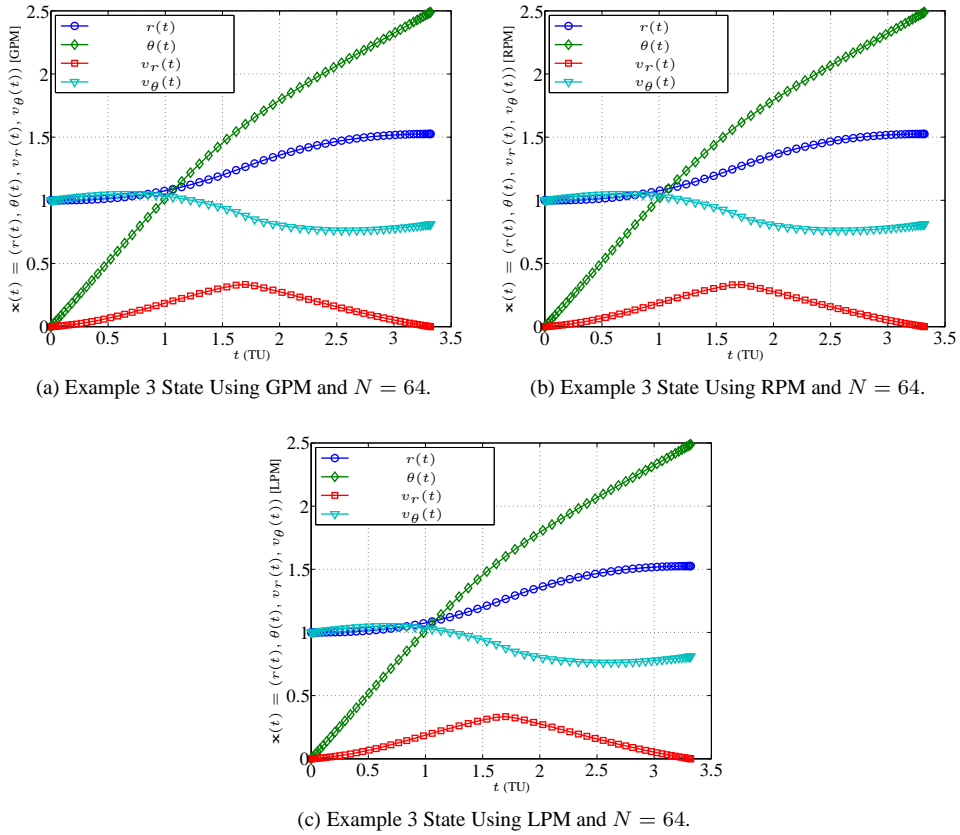 2.5
2
1.5
1
0.5
0
0 0.5 1 1.5 2 2.5 3 3.5
t (TU)
x(t) = (r(t), θ(t), v_r(t), v_θ(t)) [GPM]
r(t)
θ(t)
v_r(t)
v_θ(t)
(a) Example 3 State Using GPM and N = 64.
2.5
2
1.5
1
0.5
0
0 0.5 1 1.5 2 2.5 3 3.5
t (TU)
x(t) = (r(t), θ(t), v_r(t), v_θ(t)) [RPM]
r(t)
θ(t)
v_r(t)
v_θ(t)
(b) Example 3 State Using RPM and N = 64.
2.5
2
1.5
1
0.5
0
0 0.5 1 1.5 2 2.5 3 3.5
t (TU)
x(t) = (r(t), θ(t), v_r(t), v_θ(t)) [LPM]
r(t)
θ(t)
v_r(t)
v_θ(t)
(c) Example 3 State Using LPM and N = 64.